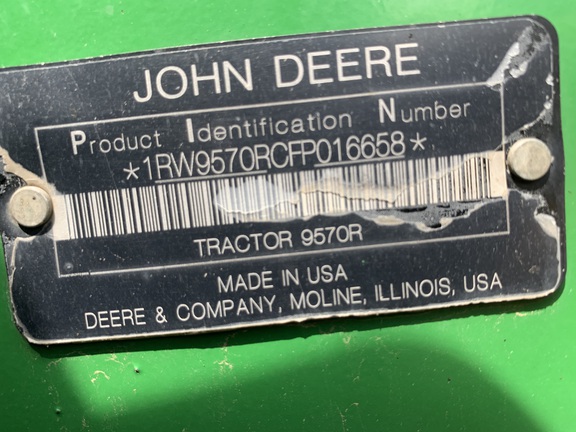 JOHN DEERE
Product Identification Number
*1RW9570RCFP016658*
TRACTOR 9570R
MADE IN USA
DEERE & COMPANY, MOLINE, ILLINOIS, USA